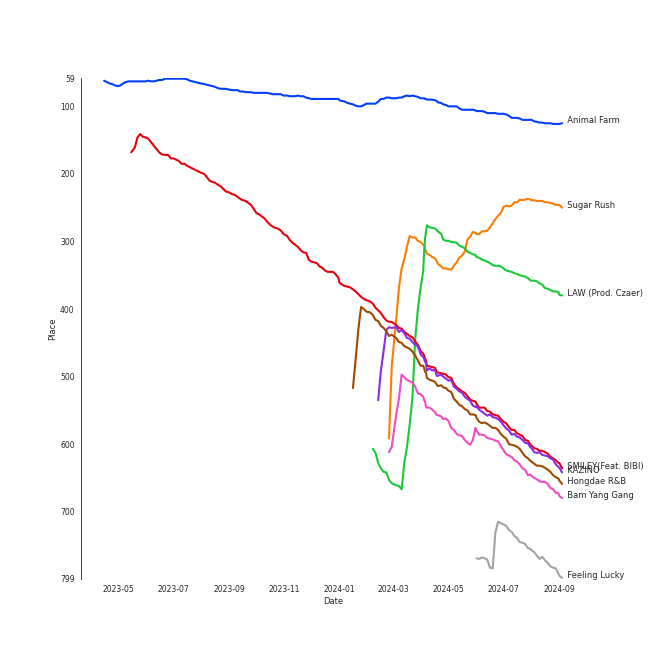 59
100
200
300
400
500
600
700
799
Place
2023-05
2023-07
2023-09
2023-11
2024-01
2024-03
2024-05
2024-07
2024-09
Date
Animal Farm
Sugar Rush
LAW (Prod. Czaer)
SMILEY(Feat. BIBI)
KAZINO
Hongdae R&B
Bam Yang Gang
Feeling Lucky